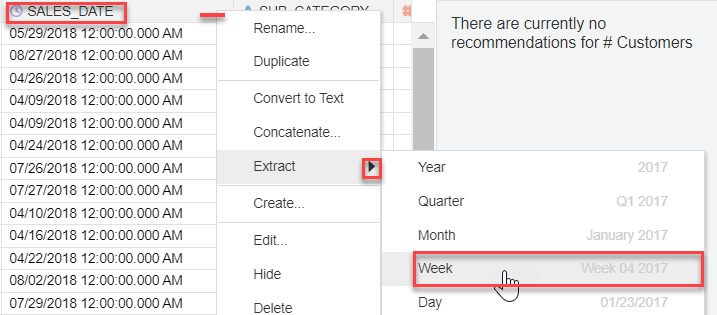 SALES_DATE
SUB_CATEGORY
#
05/29/2018 12:00:00.000 AM
08/27/2018 12:00:00.000 AM
04/26/2018 12:00:00.000 AM
04/09/2018 12:00:00.000 AM
04/09/2018 12:00:00.000 AM
04/24/2018 12:00:00.000 AM
07/26/2018 12:00:00.000 AM
07/27/2018 12:00:00.000 AM
04/10/2018 12:00:00.000 AM
04/16/2018 12:00:00.000 AM
04/22/2018 12:00:00.000 AM
08/02/2018 12:00:00.000 AM
07/29/2018 12:00:00.000 AM
Rename...
Duplicate
Convert to Text
Concatenate...
Extract
Create...
Edit...
Hide
Delete
Year 2017
Quarter Q1 2017
Month January 2017
Week Week 04 2017
Day 01/23/2017
There are currently no
recommendations for # Customers